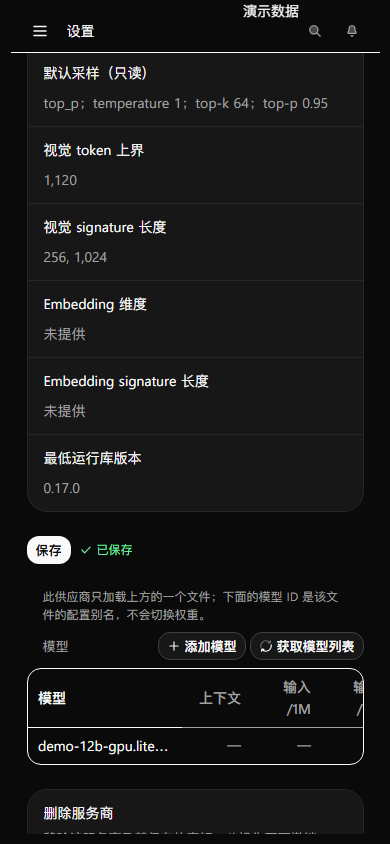 演示数据
设置
默认采样（只读）
top_p；temperature 1；top-k 64；top-p 0.95
视觉 token 上界
1,120
视觉 signature 长度
256, 1,024
Embedding 维度
未提供
Embedding signature 长度
未提供
最低运行库版本
0.17.0
保存 已保存
此供应商只加载上方的一个文件；下面的模型 ID 是该文
件的配置别名，不会切换权重。
模型 添加模型 获取模型列表
模型 上下文 输入 /1M
demo-12b-gpu.lite… — —
删除服务商